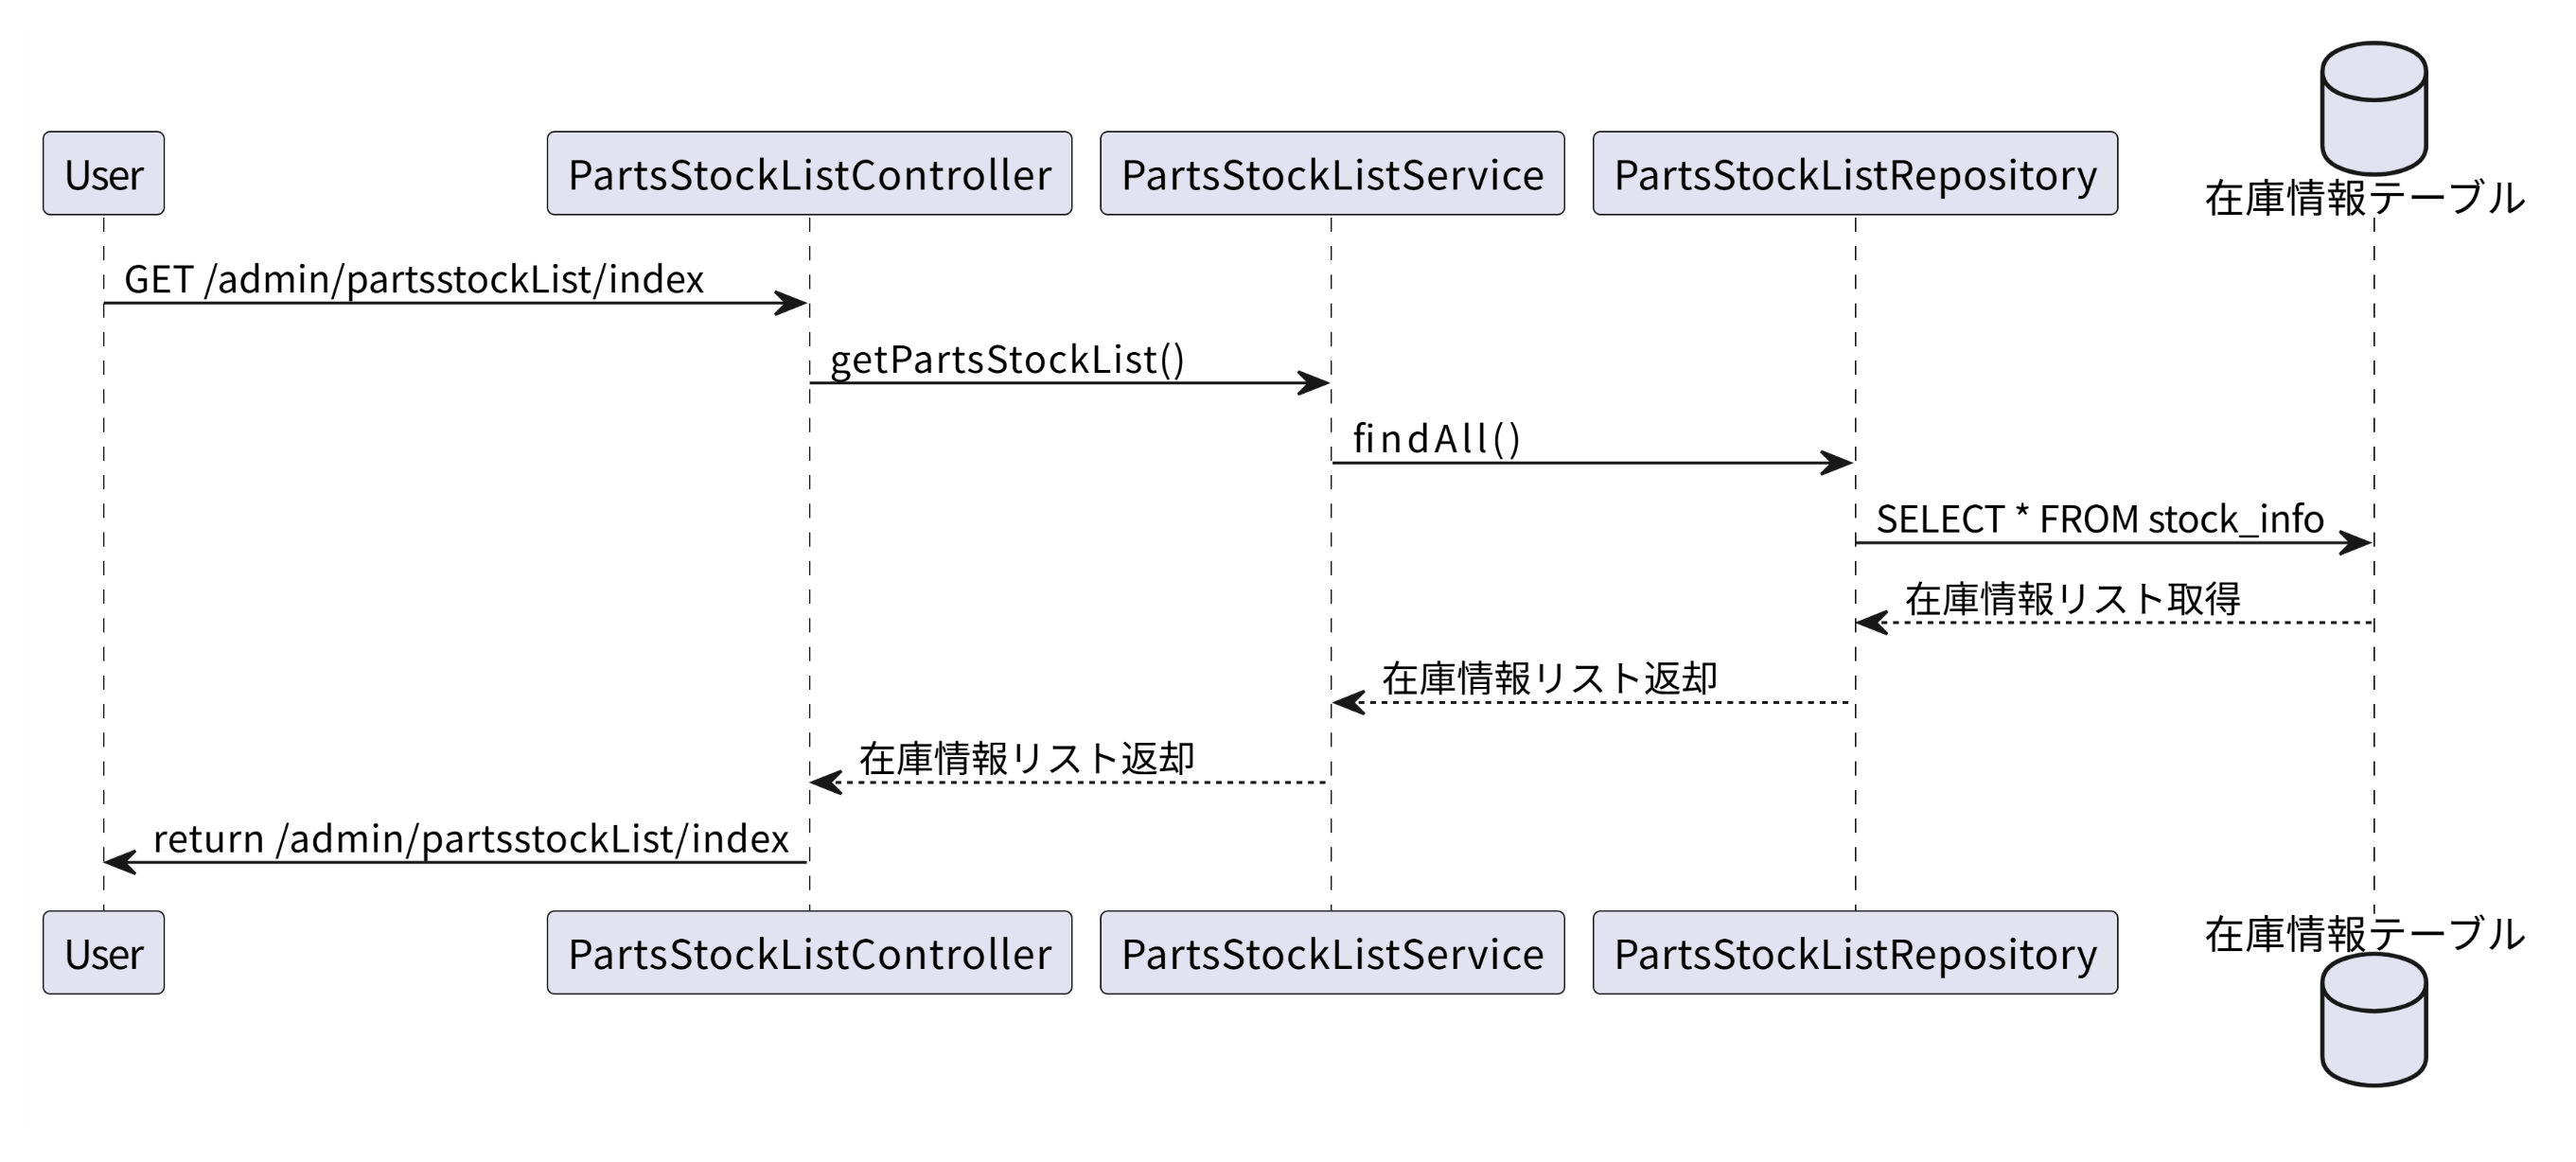 在庫情報テーブル
User
PartsStockListController
PartsStockListService
PartsStockListRepository
GET /admin/partsstockList/index
getPartsStockList()
findAll()
SELECT * FROM stock_info
在庫情報リスト取得
在庫情報リスト返却
在庫情報リスト返却
return /admin/partsstockList/index
User
PartsStockListController
PartsStockListService
PartsStockListRepository
在庫情報テーブル